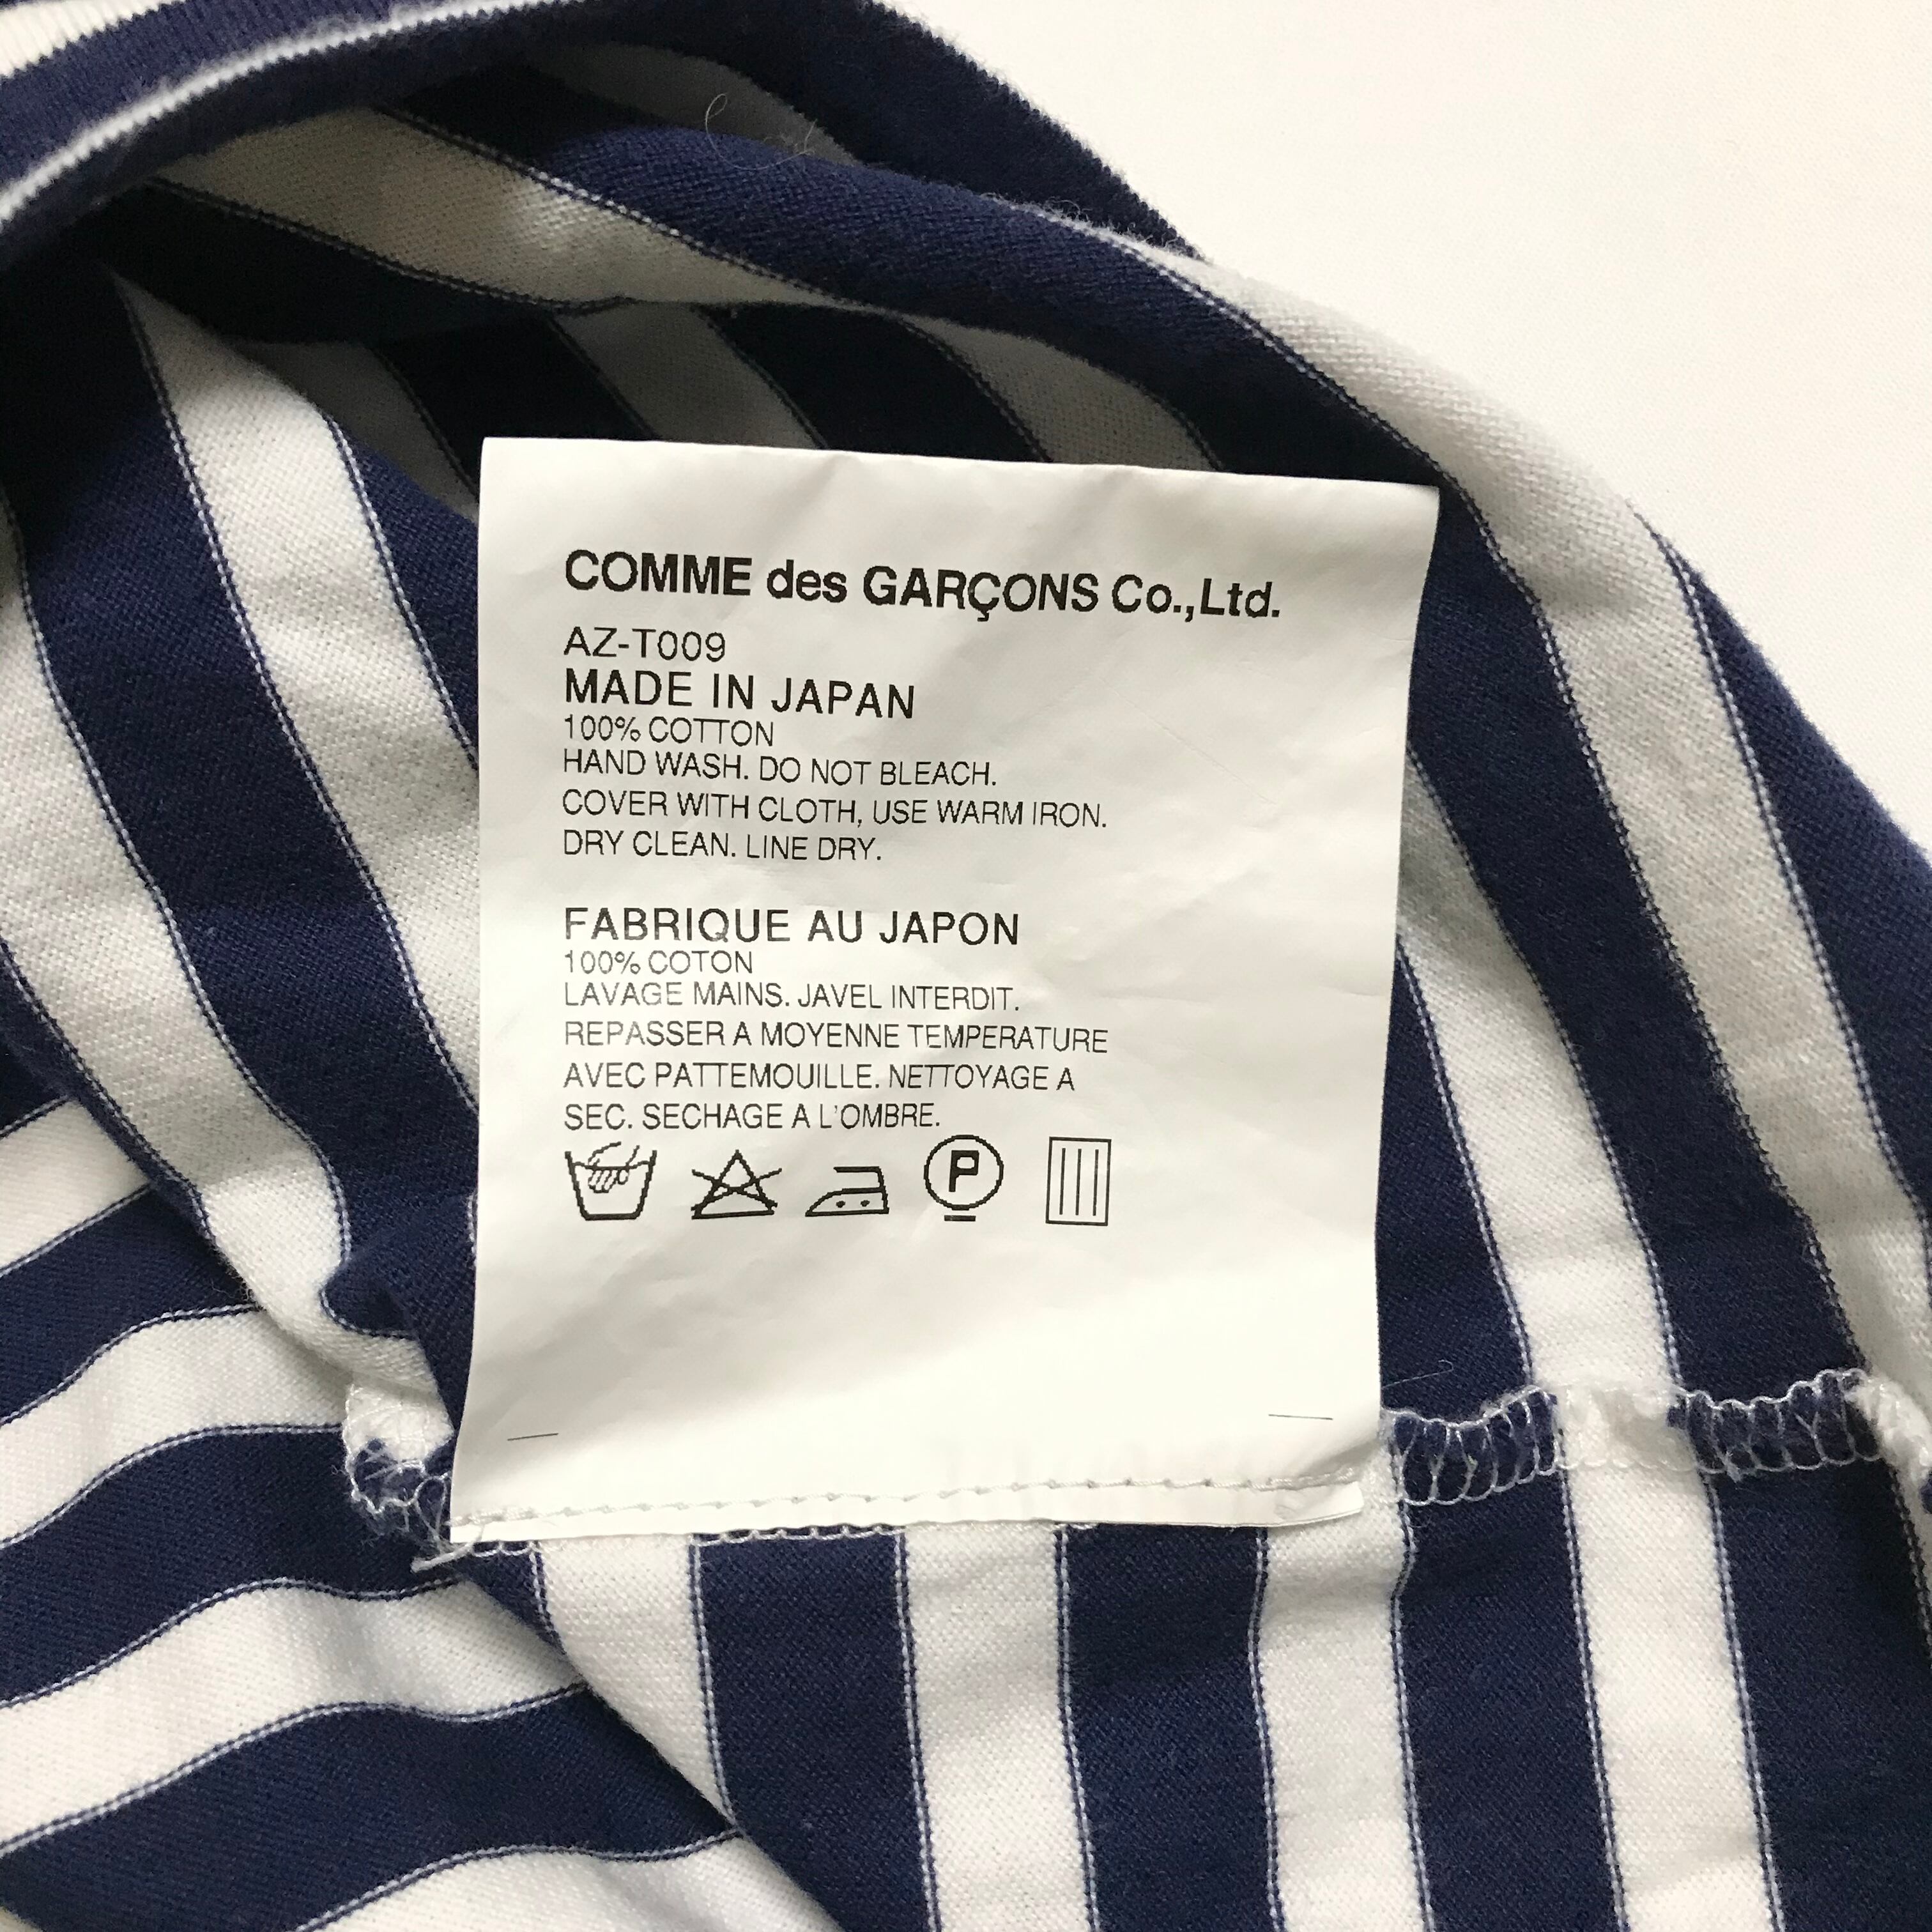 COMME des GARÇONS Co.,Ltd.
AZ-T009
MADE IN JAPAN
100% COTTON
HAND WASH. DO NOT BLEACH.
COVER WITH CLOTH, USE WARM IRON.
DRY CLEAN. LINE DRY.
FABRIQUE AU JAPON
100% COTON
LAVAGE MAINS. JAVEL INTERDIT.
REPASSER A MOYENNE TEMPERATURE
AVEC PATTEMOUILLE. NETTOYAGE A
SEC. SECHAGE A L'OMBRE.
P